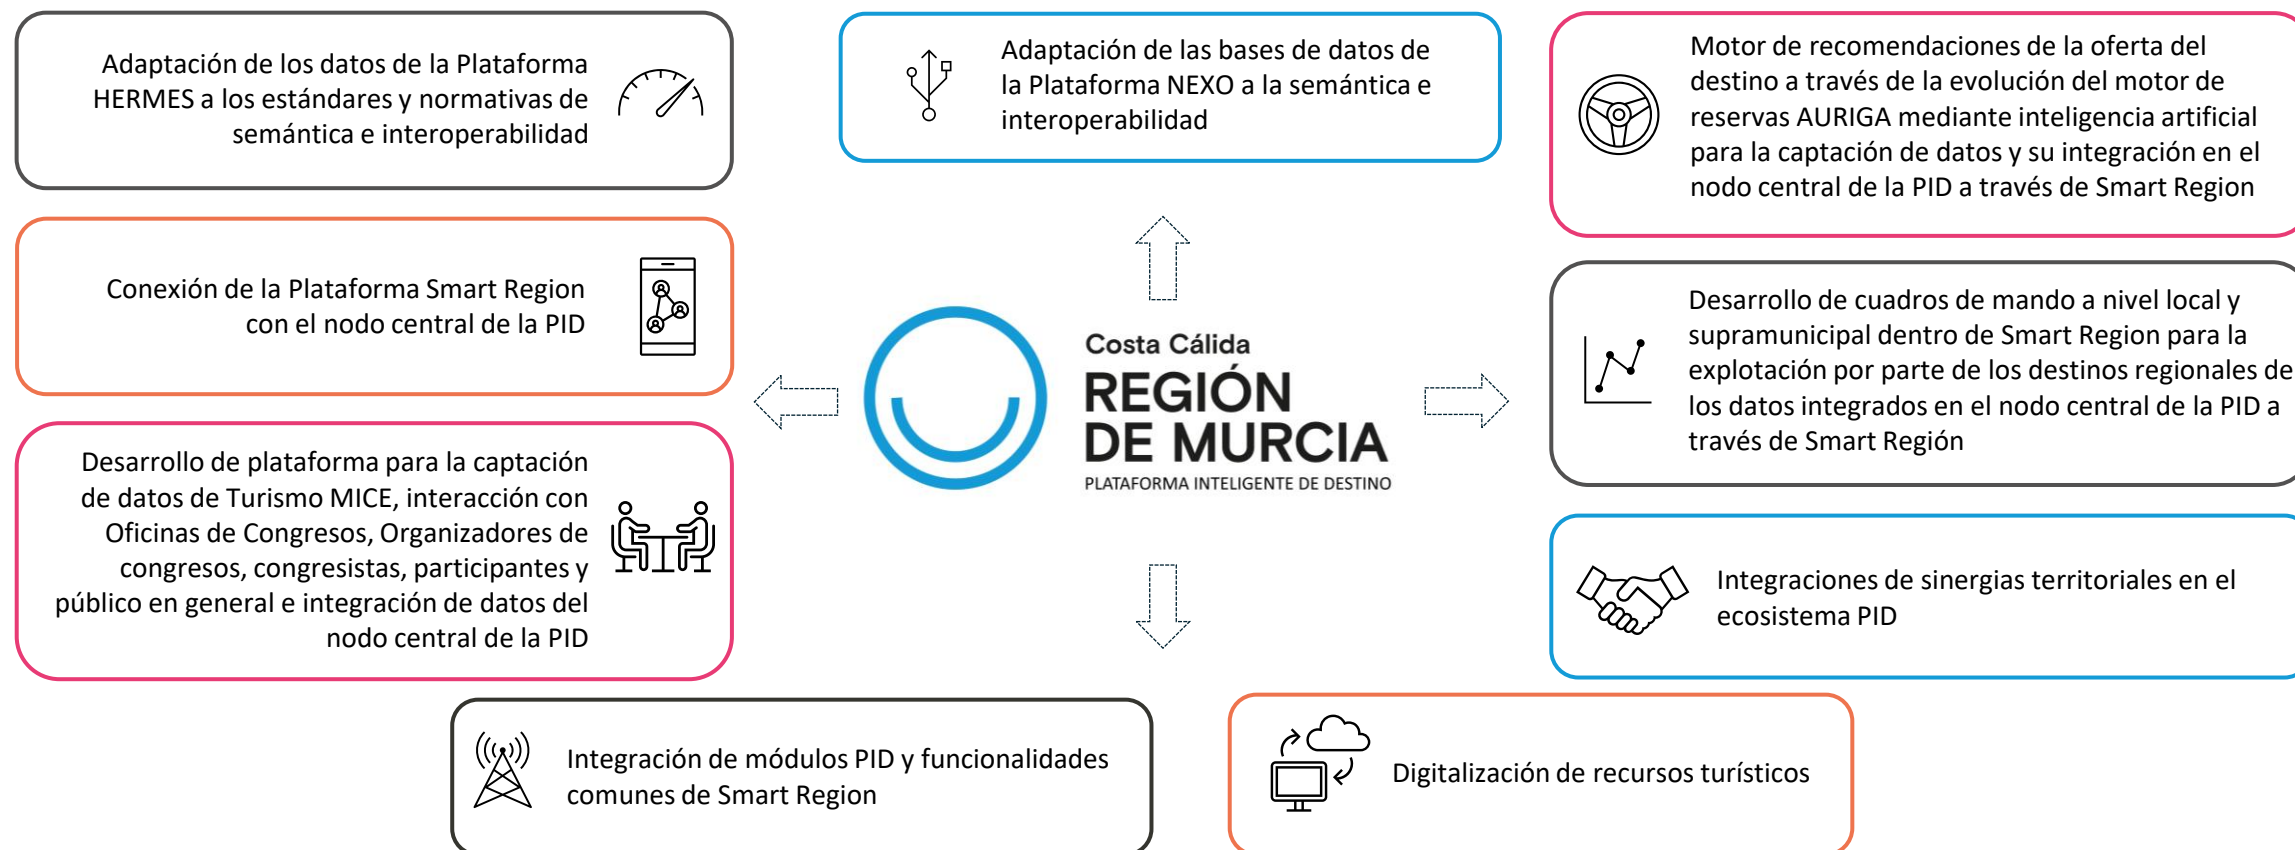 Adaptación de los datos de la Plataforma
HERMES a los estándares y normativas de
semántica e interoperabilidad
Adaptación de las bases de datos de
la Plataforma NEXO a la semántica e
interoperabilidad
Motor de recomendaciones de la oferta del
destino a través de la evolución del motor de
reservas AURIGA mediante inteligencia artificial
para la captación de datos y su integración en el
nodo central de la PID a través de Smart Region
Conexión de la Plataforma Smart Region
con el nodo central de la PID
Costa Cálida
REGIÓN
DE MURCIA
PLATAFORMA INTELIGENTE DE DESTINO
Desarrollo de cuadros de mando a nivel local y
supramunicipal dentro de Smart Region para la
explotación por parte de los destinos regionales de
los datos integrados en el nodo central de la PID a
través de Smart Región
Desarrollo de plataforma para la captación
de datos de Turismo MICE, interacción con
Oficinas de Congresos, Organizadores de
congresos, congresistas, participantes y
público en general e integración de datos del
nodo central de la PID
Integraciones de sinergias territoriales en el
ecosistema PID
Integración de módulos PID y funcionalidades
comunes de Smart Region
Digitalización de recursos turísticos